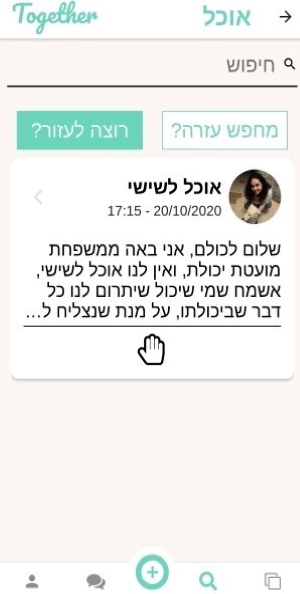 Together
אוכל
חיפוש
מחפש עזרה?
רוצה לעזור?
אוכל לשישי
17:15 - 20/10/2020
שלום לכולם, אני באה ממשפחת
מועטת יכולת, ואין לנו אוכל לשישי,
אשמח שמי שיכול שיתרום לנו כל
דבר שביכולתו, על מנת שנצליח ל...